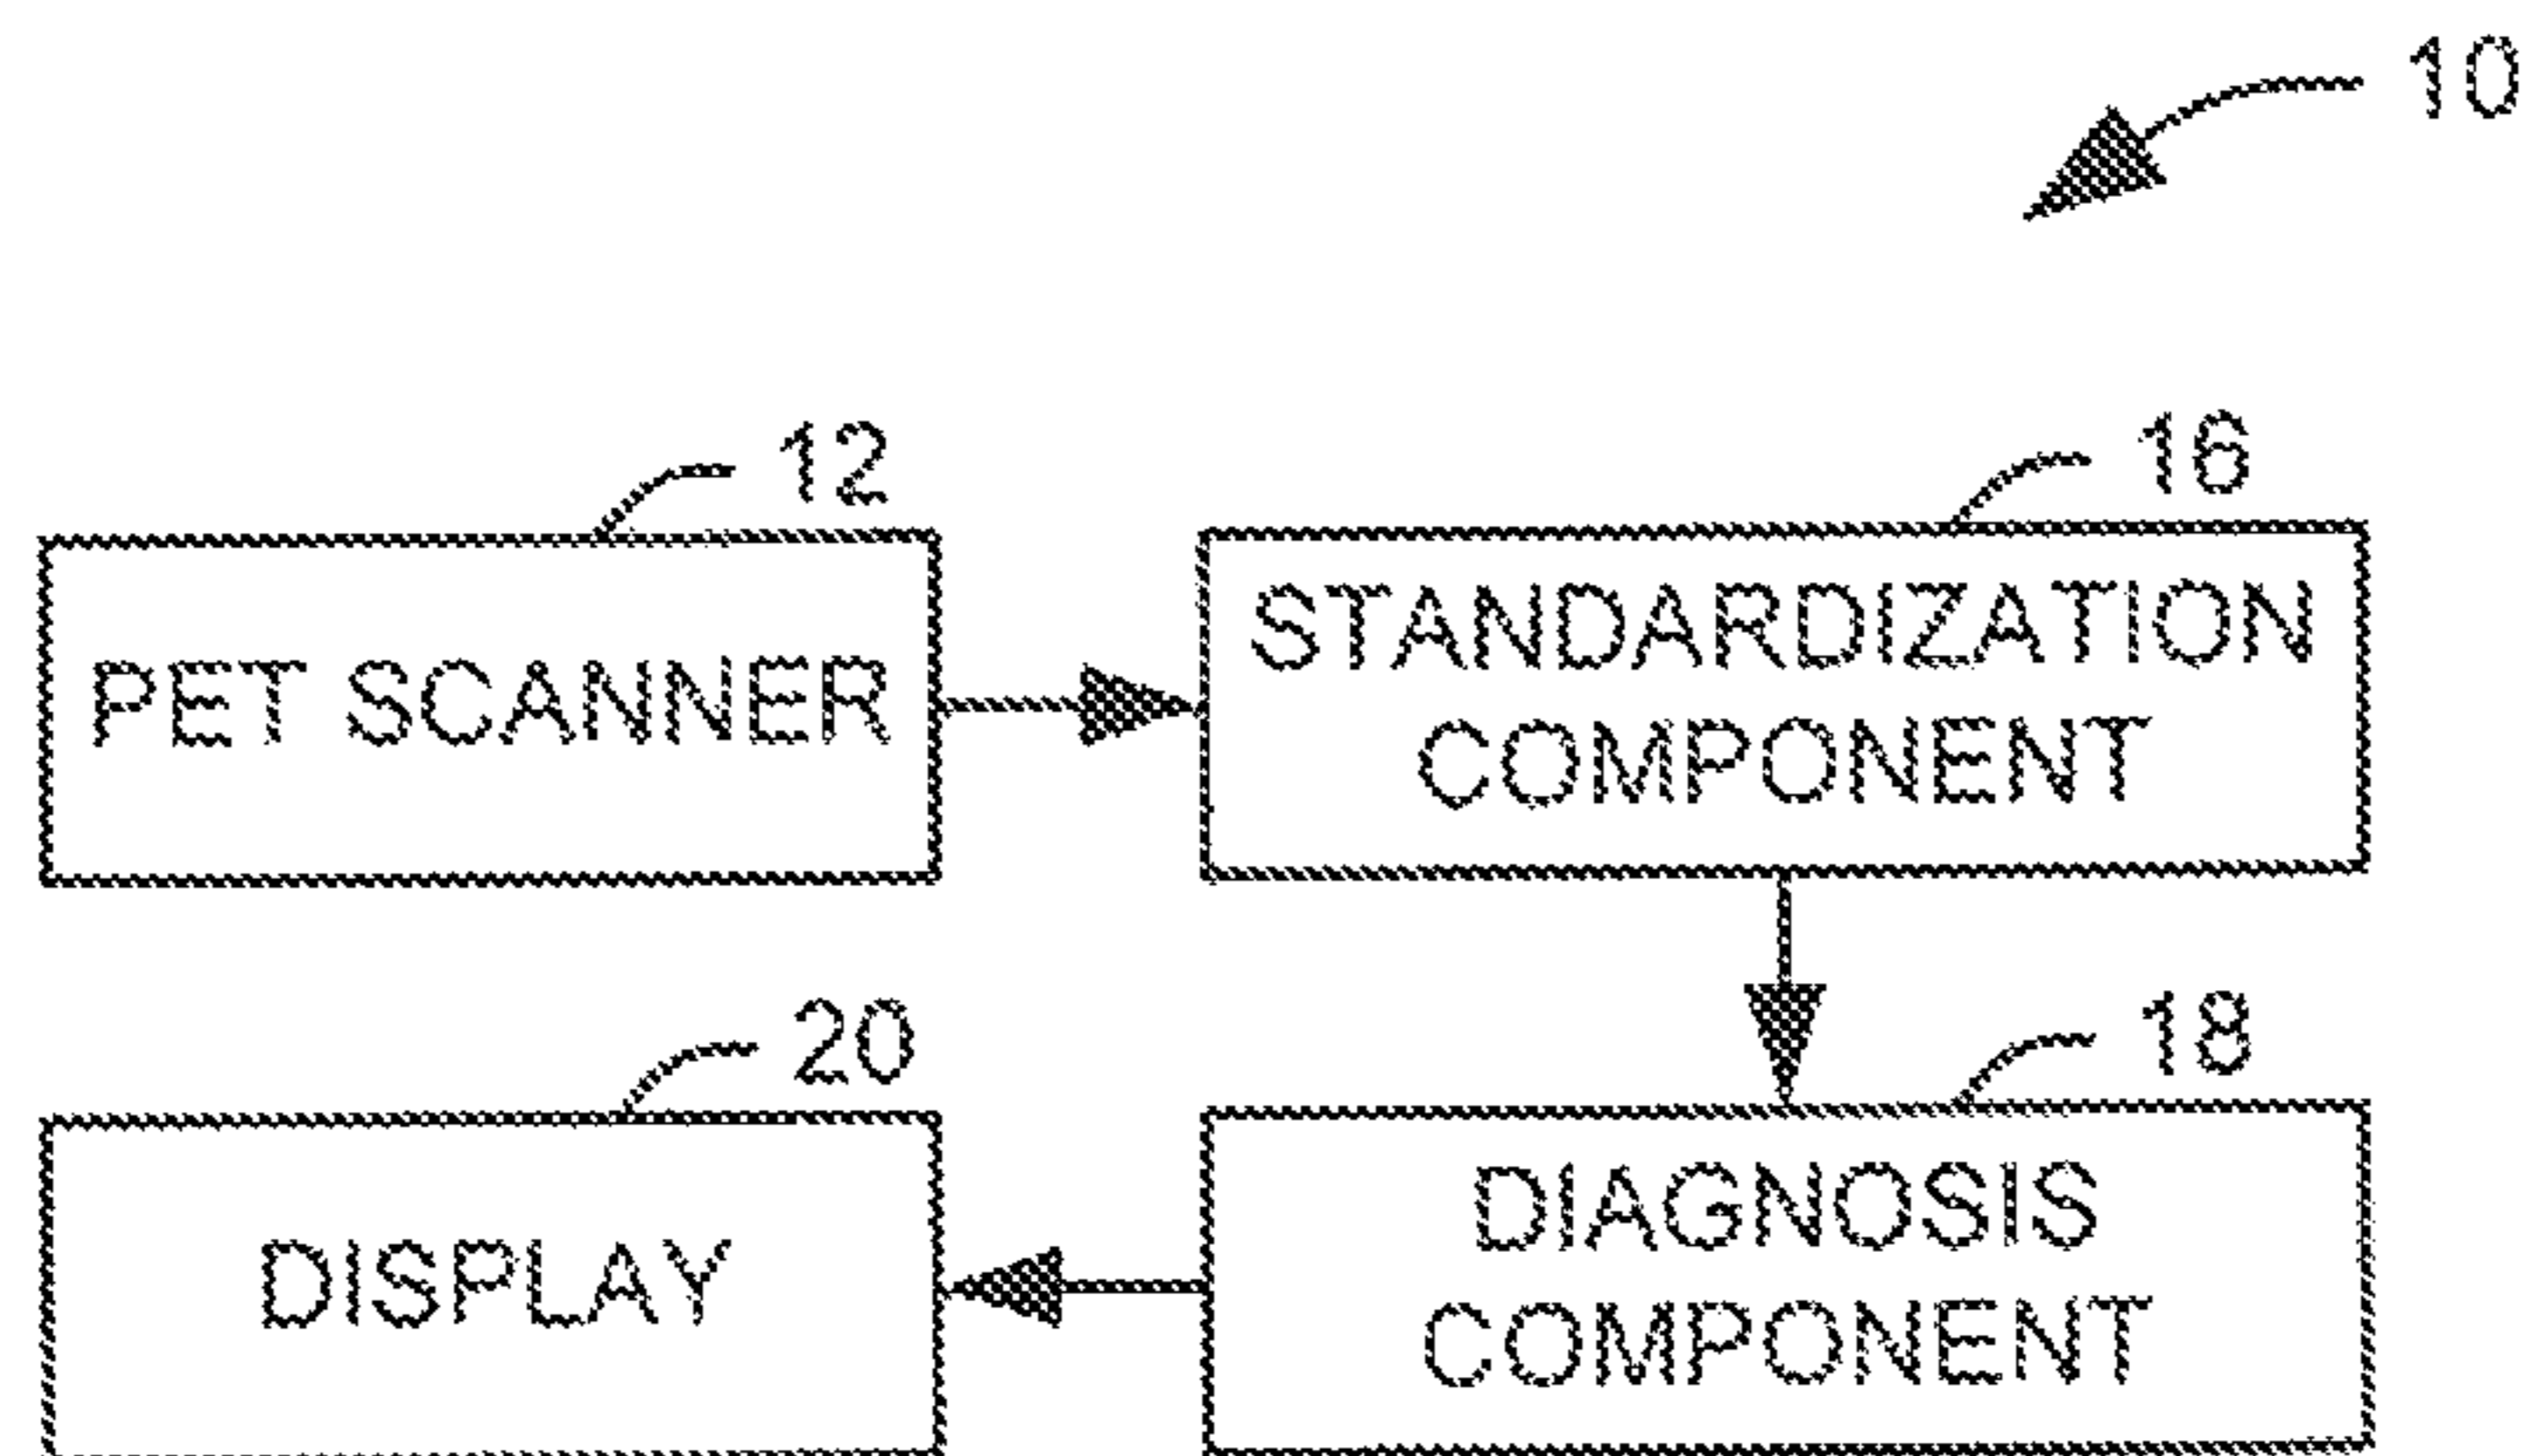 10
12
16
PET SCANNER
STANDARDIZATION
COMPONENT
20
18
DISPLAY
DIAGNOSIS
COMPONENT